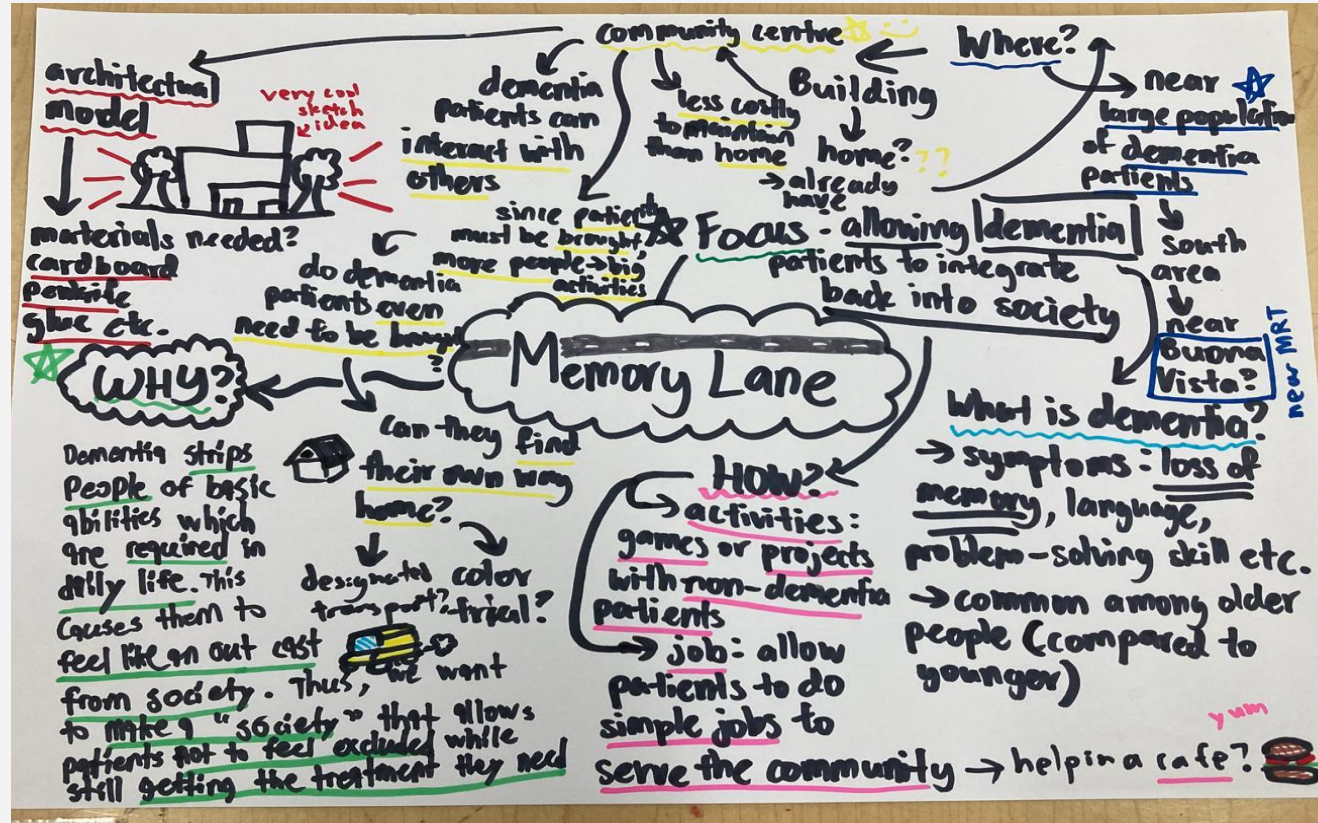 community centre
Where?
architectural
model
very cool
sketch
idea
materials needed?
cardboard
penknife
glue etc.
dementia
patients can
interact with
others
less costly
to maintain
than home
Building
home? ??
→ already
have
near
large population
of dementia
patients
South
area
near
Buona
Vista?
near MRT
since patients
must be brought,
more people → big
activities
do dementia
patients even
need to be brought
?
can they find
their own way
home?
designated
transport?
color
trical?
Focus: allowing dementia
patients to integrate
back into society
Memory Lane
WHY?
Dementia strips
people of basic
abilities which
are required in
daily life. This
causes them to
feel like an out cast
from society. Thus, we want
to make a "society" that allows
patients not to feel excluded while
still getting the treatment they need
HOW?
→ activities:
games or projects
with non-dementia
patients
→ job: allow
patients to do
simple jobs to
serve the community → help in a cafe?
yum
What is dementia?
→ symptoms: loss of
memory, language,
problem-solving skill etc.
→ common among older
people (compared to
younger)